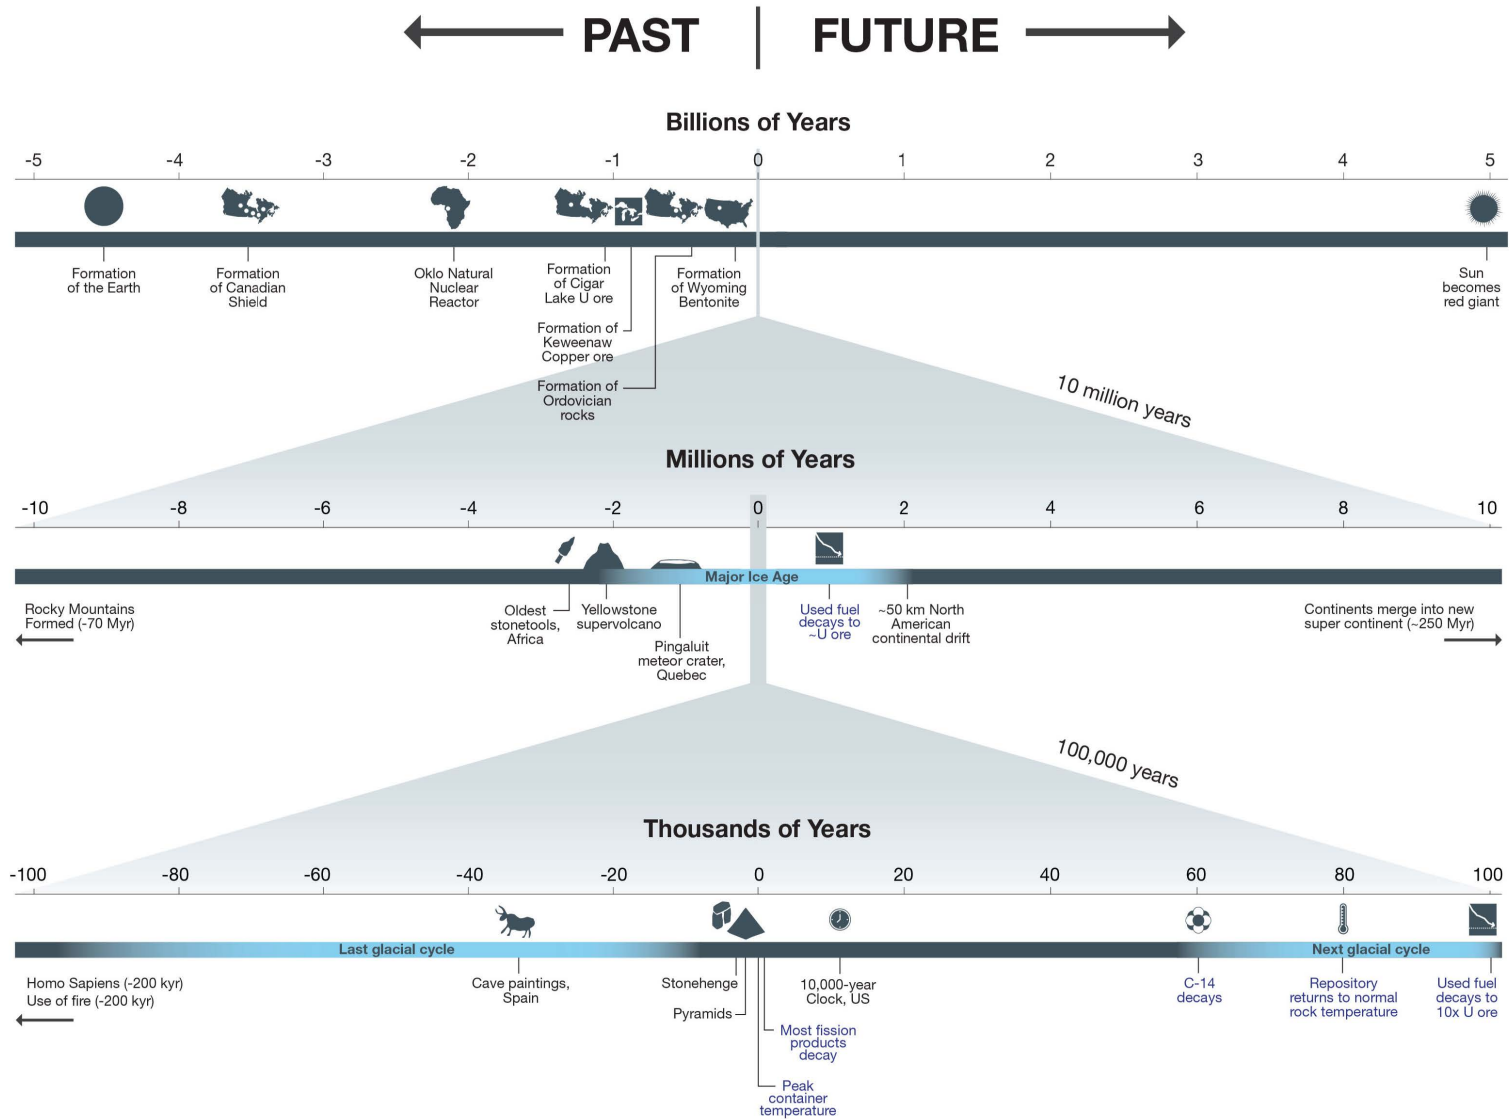 PAST | FUTURE
Billions of Years
-5 -4 -3 -2 -1 0 1 2 3 4 5
Formation
of the Earth
Formation
of Canadian
Shield
Oklo Natural
Nuclear
Reactor
Formation
of Cigar
Lake U ore
Formation of
Keweenaw
Copper ore
Formation of
Ordovician
rocks
Formation
of Wyoming
Bentonite
Sun
becomes
red giant
10 million years
Millions of Years
-10 -8 -6 -4 -2 0 2 4 6 8 10
Major Ice Age
Rocky Mountains
Formed (-70 Myr)
Oldest
stonetools,
Africa
Yellowstone
supervolcano
Pingaluit
meteor crater,
Quebec
Used fuel
decays to
~U ore
~50 km North
American
continental drift
Continents merge into new
super continent (~250 Myr)
100,000 years
Thousands of Years
-100 -80 -60 -40 -20 0 20 40 60 80 100
Last glacial cycle
Next glacial cycle
Homo Sapiens (-200 kyr)
Use of fire (-200 kyr)
Cave paintings,
Spain
Stonehenge
Pyramids
10,000-year
Clock, US
Most fission
products
decay
Peak
container
temperature
C-14
decays
Repository
returns to normal
rock temperature
Used fuel
decays to
10x U ore